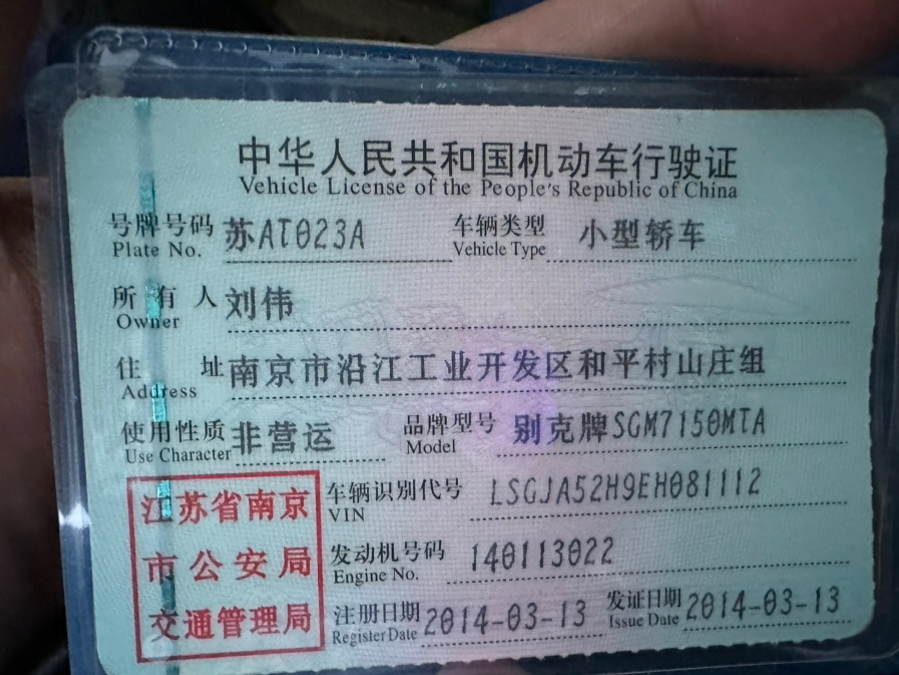 中华人民共和国机动车行驶证
Vehicle License of the People's Republic of China
号牌号码 苏AT023A 车辆类型 小型轿车
Plate No. Vehicle Type
所有人 刘伟
Owner
住址 南京市沿江工业开发区和平村山庄组
Address
使用性质 非营运 品牌型号 别克牌SGM7150MTA
Use Character Model
江苏省南京
市公安局
交通管理局
车辆识别代号 LSGJA52H9EH081112
VIN
发动机号码 140113022
Engine No.
注册日期 2014-03-13 发证日期 2014-03-13
Register Date Issue Date